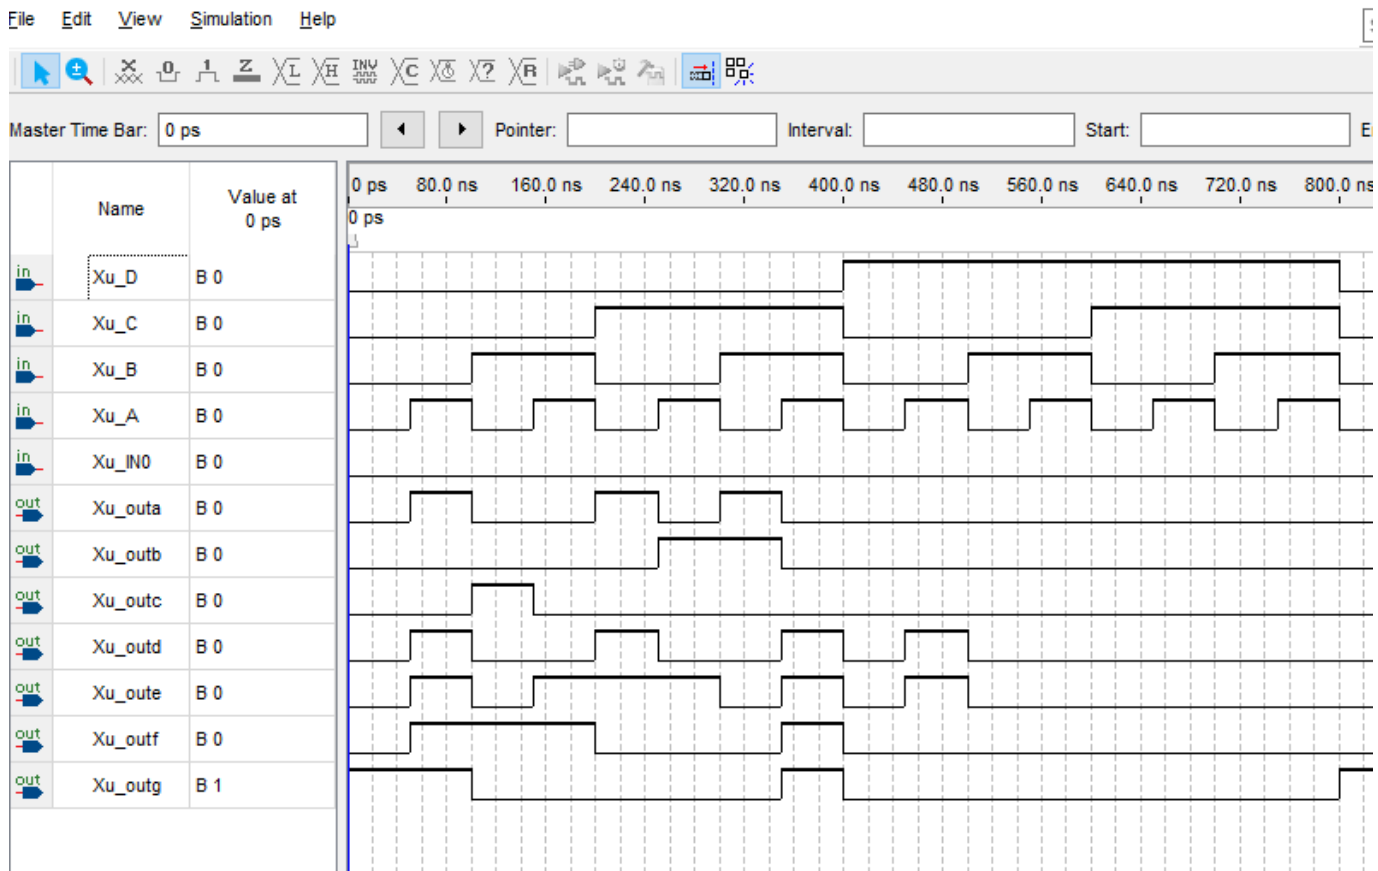 File Edit View Simulation Help
X 0 1 Z L H INV C ? R
Master Time Bar: 0 ps Pointer: Interval: Start:
Name Value at 0 ps
0 ps 80.0 ns 160.0 ns 240.0 ns 320.0 ns 400.0 ns 480.0 ns 560.0 ns 640.0 ns 720.0 ns 800.0 ns
0 ps
in Xu_D B 0
in Xu_C B 0
in Xu_B B 0
in Xu_A B 0
in Xu_IN0 B 0
out Xu_outa B 0
out Xu_outb B 0
out Xu_outc B 0
out Xu_outd B 0
out Xu_oute B 0
out Xu_outf B 0
out Xu_outg B 1